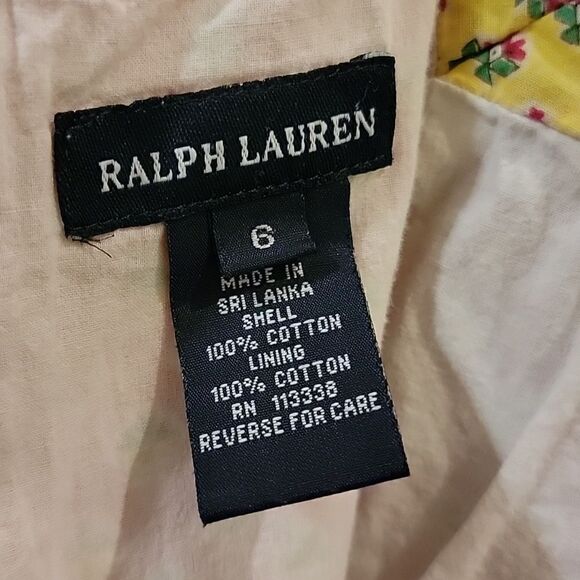 RALPH LAUREN
6
MADE IN
SRI LANKA
SHELL
100% COTTON
LINING
100% COTTON
RN 113338
REVERSE FOR CARE